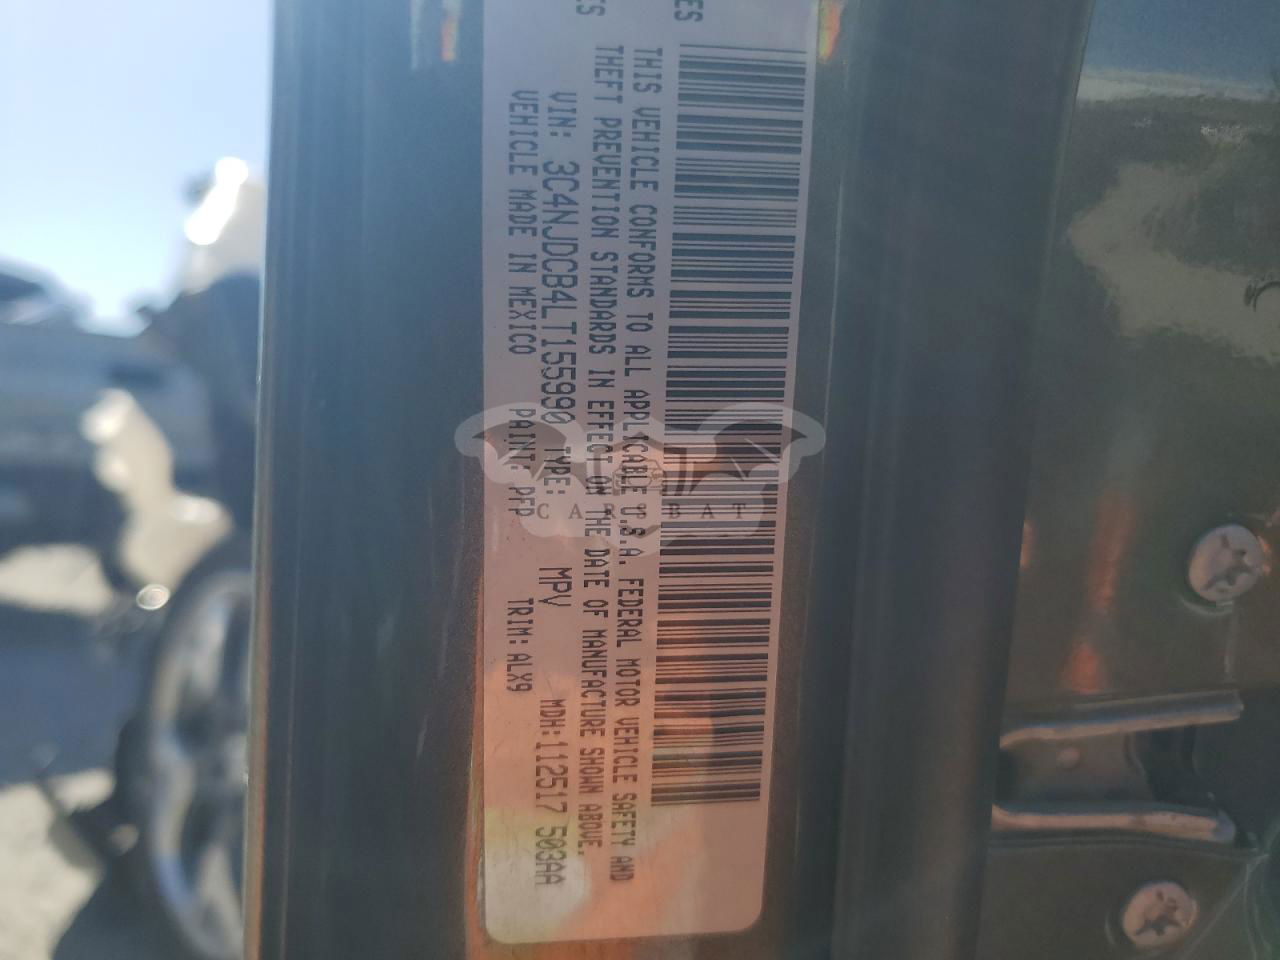 THIS VEHICLE CONFORMS TO ALL APPLICABLE U.S.A. FEDERAL MOTOR VEHICLE SAFETY AND
THEFT PREVENTION STANDARDS IN EFFECT ON THE DATE OF MANUFACTURE SHOWN ABOVE.
VIN: 3C4NJDCB4LT155990 TYPE: MPV MDH:112517 503AA
VEHICLE MADE IN MEXICO PAINT: PFP TRIM: ALX9
CARSBAT